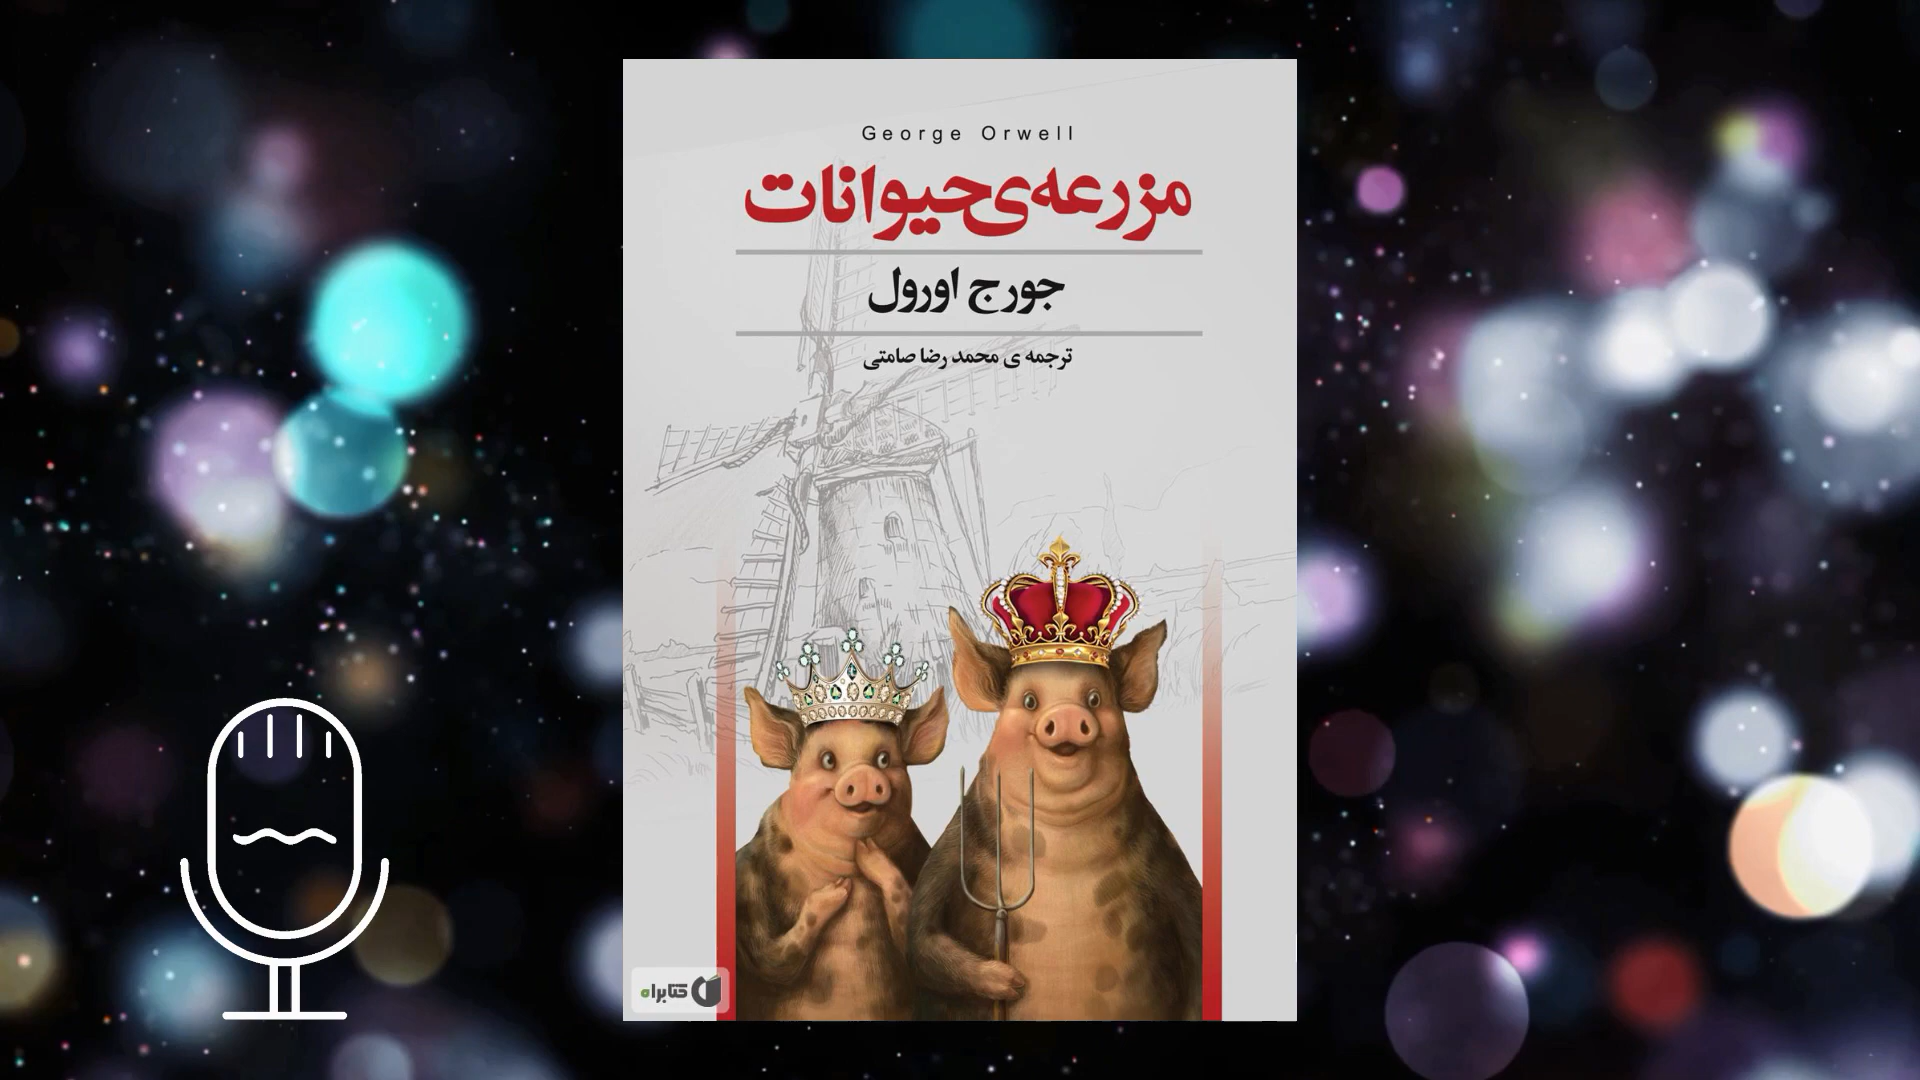 George Orwell
مزرعه‌ی حیوانات
جورج اورول
ترجمه ی محمد رضا صامتی
کتابراه